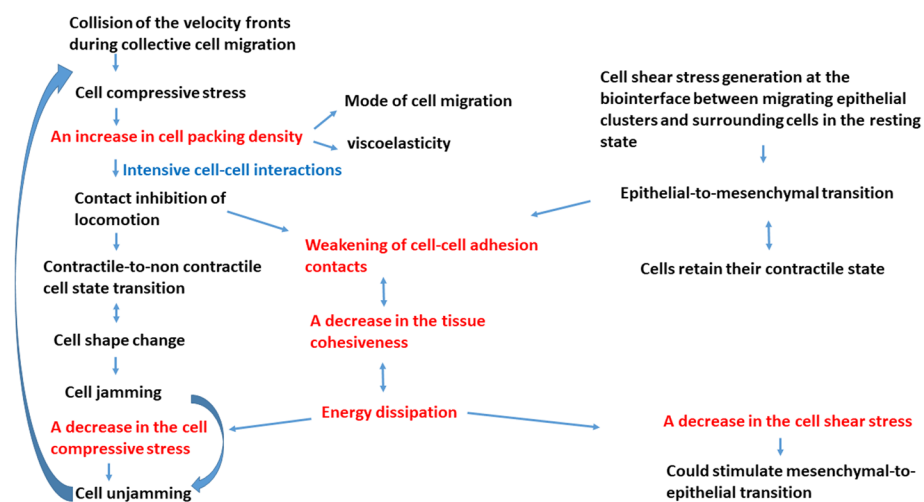 Collision of the velocity fronts
during collective cell migration
Cell compressive stress
An increase in cell packing density
Mode of cell migration
viscoelasticity
Intensive cell-cell interactions
Contact inhibition of
locomotion
Contractile-to-non contractile
cell state transition
Cell shape change
Cell jamming
A decrease in the cell
compressive stress
Cell unjamming
Weakening of cell-cell adhesion
contacts
A decrease in the tissue
cohesiveness
Energy dissipation
Cell shear stress generation at the
biointerface between migrating epithelial
clusters and surrounding cells in the resting
state
Epithelial-to-mesenchymal transition
Cells retain their contractile state
A decrease in the cell shear stress
Could stimulate mesenchymal-to-
epithelial transition